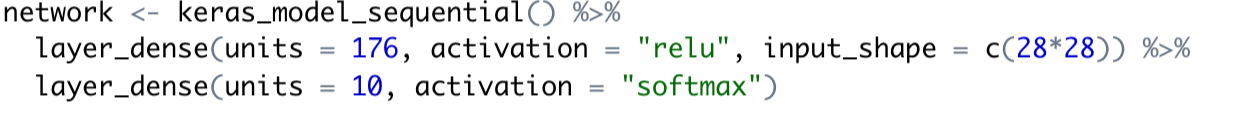 network <- keras_model_sequential() %>%
  layer_dense(units = 176, activation = "relu", input_shape = c(28*28)) %>%
  layer_dense(units = 10, activation = "softmax")